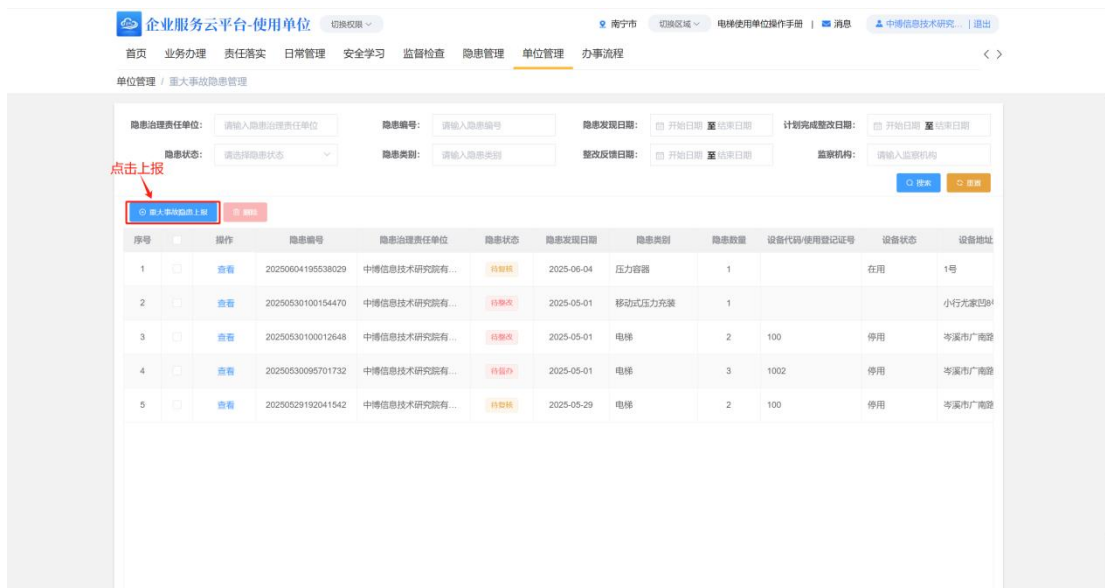 企业服务云平台-使用单位 切换权限 南宁市 切换区域 电梯使用单位操作手册 | 消息 中博信息技术研究... | 退出
首页 业务办理 责任落实 日常管理 安全学习 监督检查 隐患管理 单位管理 办事流程
单位管理 / 重大事故隐患管理
隐患治理责任单位: 请输入隐患治理责任单位 隐患编号: 请输入隐患编号 隐患发现日期: 开始日期 至 结束日期 计划完成整改日期: 开始日期 至 结束日期
隐患状态: 请选择隐患状态 隐患类别: 请输入隐患类别 整改反馈日期: 开始日期 至 结束日期 监察机构: 请输入监察机构
点击上报
搜索 重置
重大事故隐患上报 删除
序号 操作 隐患编号 隐患治理责任单位 隐患状态 隐患发现日期 隐患类别 隐患数量 设备代码/使用登记证号 设备状态 设备地址
1 查看 20250604195538029 中博信息技术研究院有... 待复核 2025-06-04 压力容器 1 在用 1号
2 查看 20250530100154470 中博信息技术研究院有... 待整改 2025-05-01 移动式压力充装 1 小行尤家凹8
3 查看 20250530100012648 中博信息技术研究院有... 待整改 2025-05-01 电梯 2 100 停用 岑溪市广南路
4 查看 20250530095701732 中博信息技术研究院有... 待督办 2025-05-01 电梯 3 1002 停用 岑溪市广南路
5 查看 20250529192041542 中博信息技术研究院有... 待复核 2025-05-29 电梯 2 100 停用 岑溪市广南路